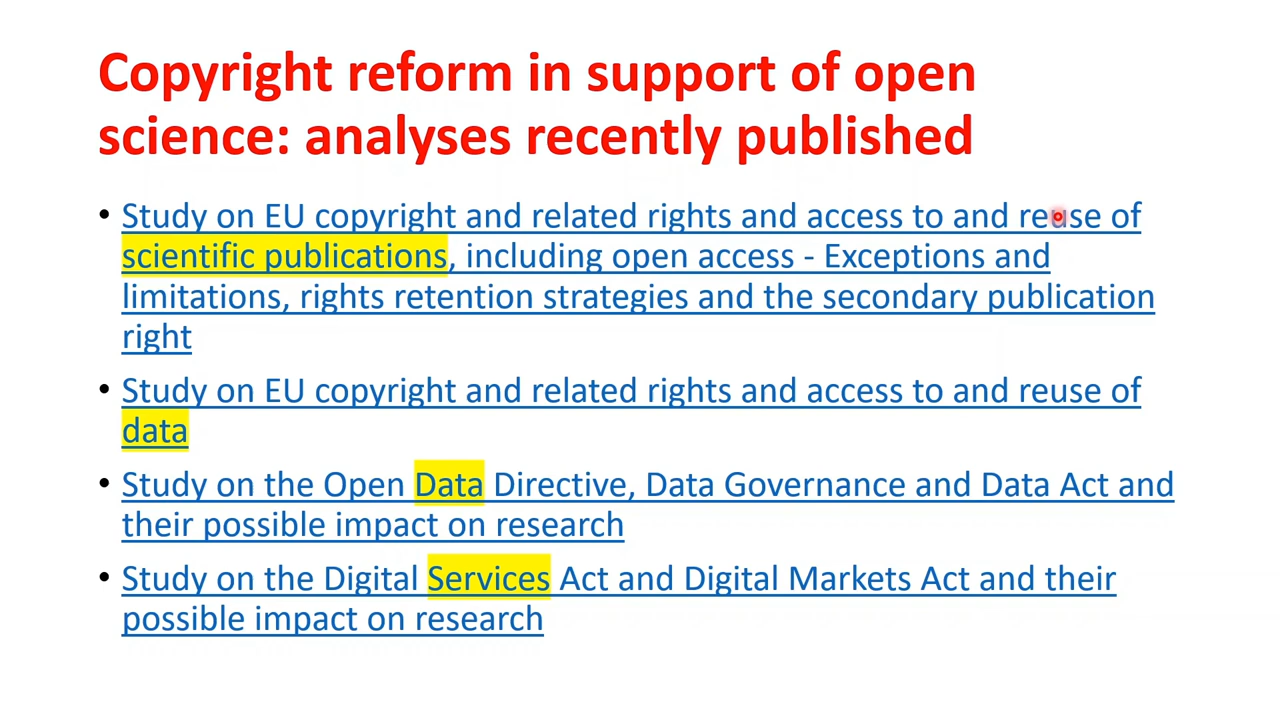 Copyright reform in support of open
science: analyses recently published
• Study on EU copyright and related rights and access to and reuse of
scientific publications, including open access - Exceptions and
limitations, rights retention strategies and the secondary publication
right
• Study on EU copyright and related rights and access to and reuse of
data
• Study on the Open Data Directive, Data Governance and Data Act and
their possible impact on research
• Study on the Digital Services Act and Digital Markets Act and their
possible impact on research